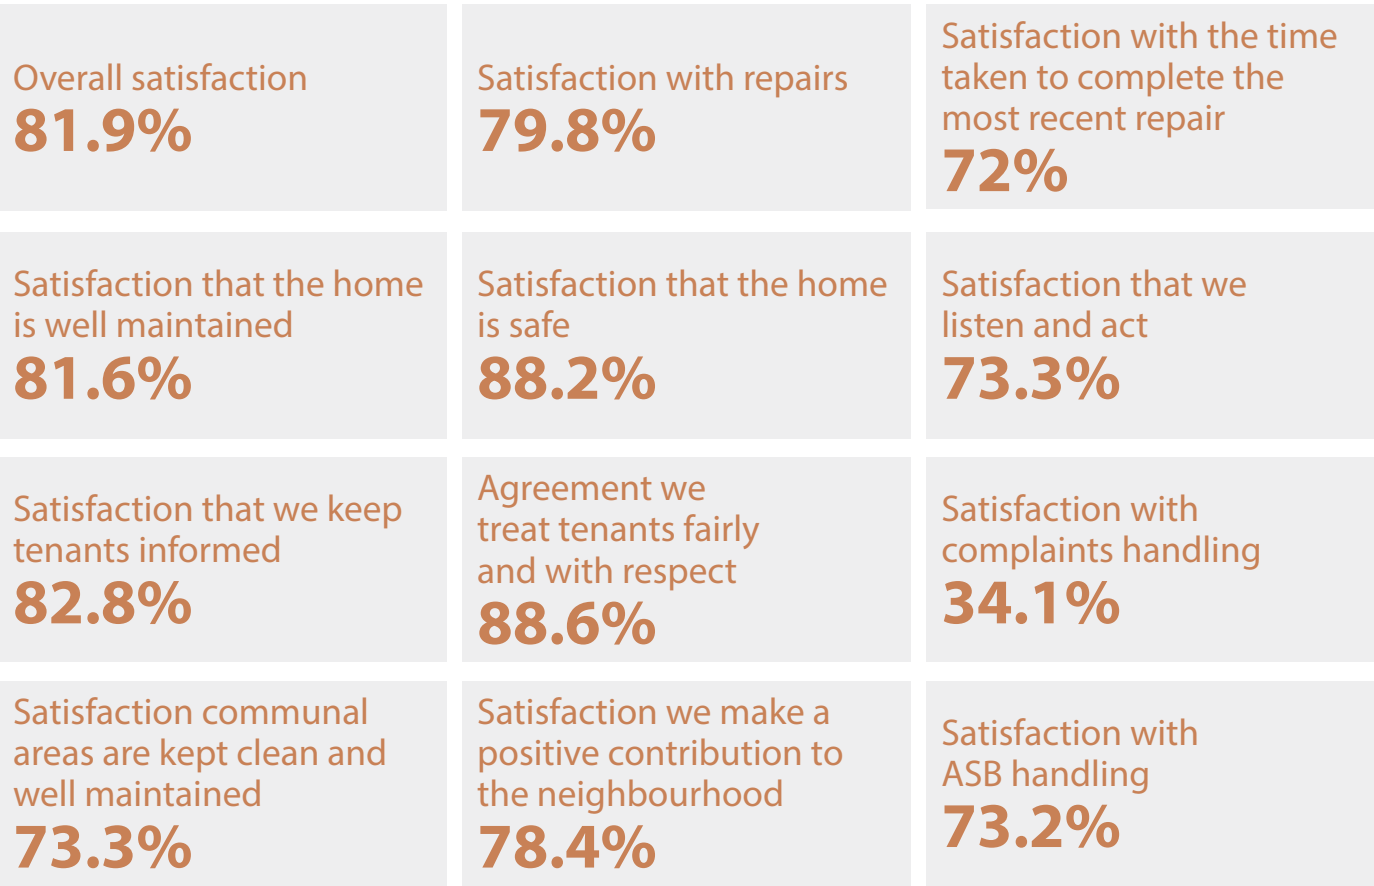 Overall satisfaction
81.9%
Satisfaction with repairs
79.8%
Satisfaction with the time
taken to complete the
most recent repair
72%
Satisfaction that the home
is well maintained
81.6%
Satisfaction that the home
is safe
88.2%
Satisfaction that we
listen and act
73.3%
Satisfaction that we keep
tenants informed
82.8%
Agreement we
treat tenants fairly
and with respect
88.6%
Satisfaction with
complaints handling
34.1%
Satisfaction communal
areas are kept clean and
well maintained
73.3%
Satisfaction we make a
positive contribution to
the neighbourhood
78.4%
Satisfaction with
ASB handling
73.2%